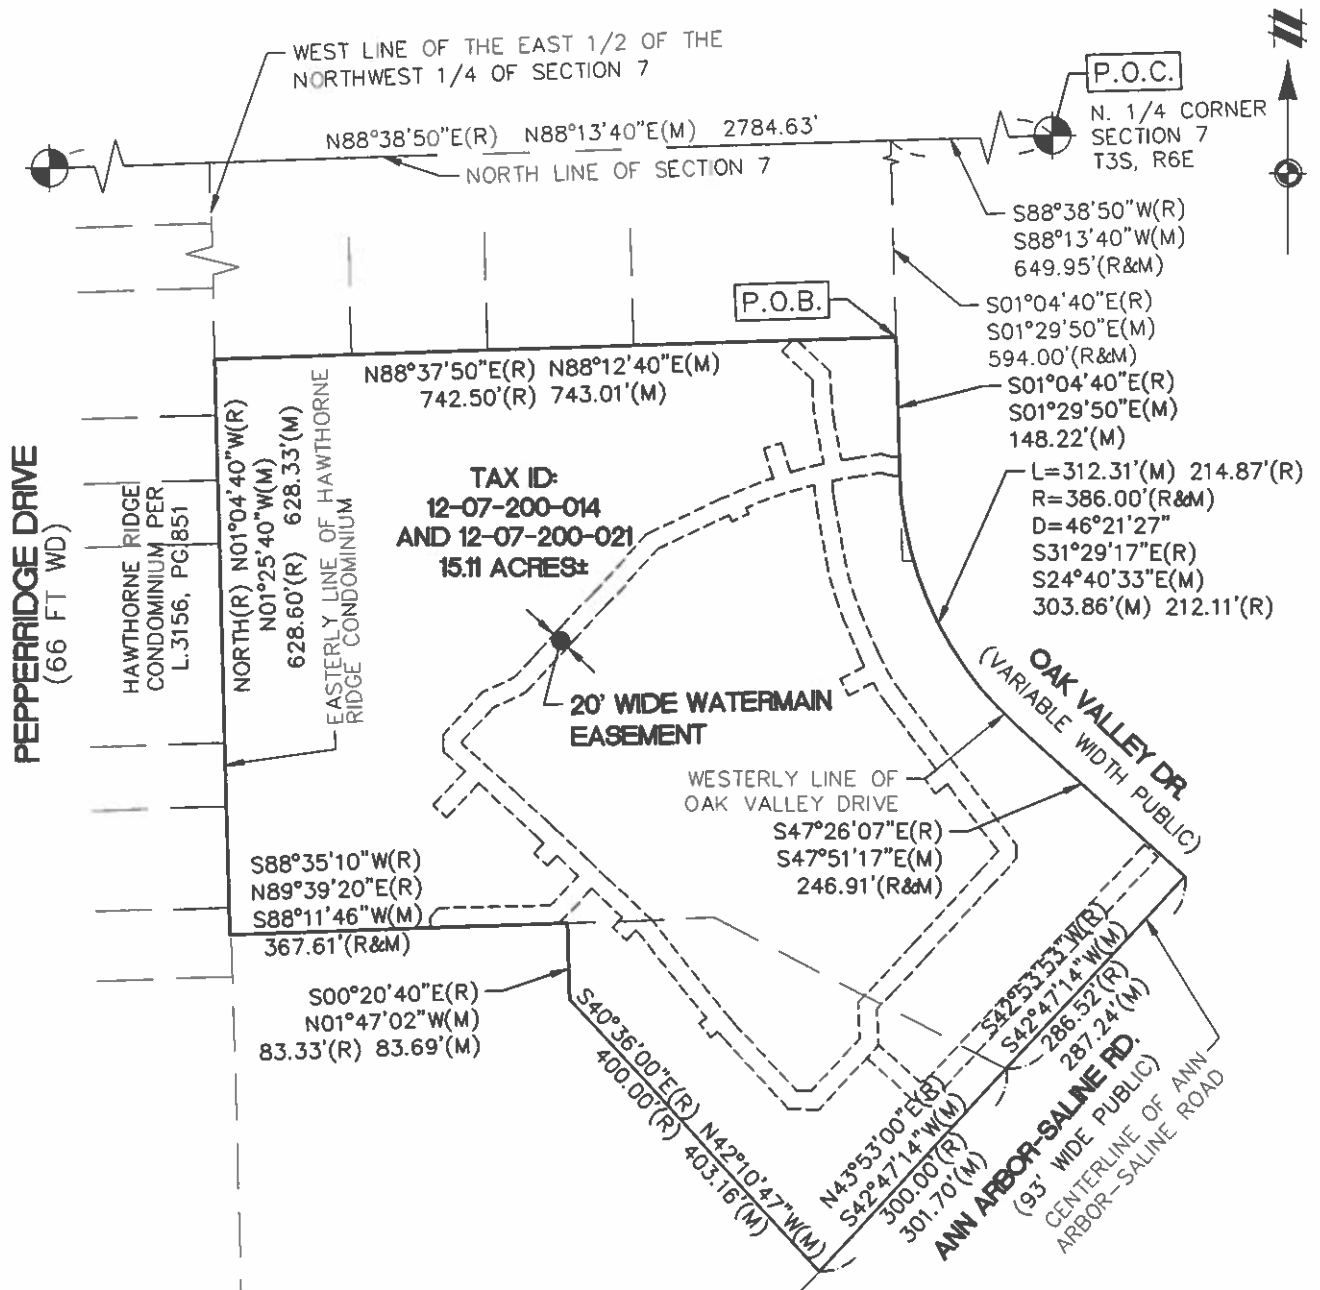 WEST LINE OF THE EAST 1/2 OF THE
NORTHWEST 1/4 OF SECTION 7
P.O.C.
N. 1/4 CORNER
SECTION 7
T3S, R6E
N88°38'50"E(R) N88°13'40"E(M) 2784.63'
NORTH LINE OF SECTION 7
S88°38'50"W(R)
S88°13'40"W(M)
649.95'(R&M)
P.O.B.
S01°04'40"E(R)
S01°29'50"E(M)
594.00'(R&M)
S01°04'40"E(R)
S01°29'50"E(M)
148.22'(M)
N88°37'50"E(R) N88°12'40"E(M)
742.50'(R) 743.01'(M)
L=312.31'(M) 214.87'(R)
R=386.00'(R&M)
D=46°21'27"
S31°29'17"E(R)
S24°40'33"E(M)
303.86'(M) 212.11'(R)
TAX ID:
12-07-200-014
AND 12-07-200-021
15.11 ACRES±
PEPPERRIDGE DRIVE
(66 FT WD)
HAWTHORNE RIDGE
CONDOMINIUM PER
L.3156, PG.851
NORTH(R) N01°04'40"W(R)
N01°25'40"W(M)
628.60'(R) 628.33'(M)
EASTERLY LINE OF HAWTHORNE
RIDGE CONDOMINIUM
20' WIDE WATERMAIN
EASEMENT
OAK VALLEY DR.
(VARIABLE WIDTH PUBLIC)
WESTERLY LINE OF
OAK VALLEY DRIVE
S47°26'07"E(R)
S47°51'17"E(M)
246.91'(R&M)
S88°35'10"W(R)
N89°39'20"E(R)
S88°11'46"W(M)
367.61'(R&M)
S00°20'40"E(R)
N01°47'02"W(M)
83.33'(R) 83.69'(M)
S40°36'00"E(R) N42°10'47"W(M)
400.00'(R) 403.16'(M)
S42°53'53"W(R)
S42°47'14"W(M)
286.52'(R)
287.24'(M)
N43°53'00"E(R)
S42°47'14"W(M)
300.00'(R)
301.70'(M)
ANN ARBOR-SALINE RD.
(93' WIDE PUBLIC)
CENTERLINE OF ANN
ARBOR-SALINE ROAD